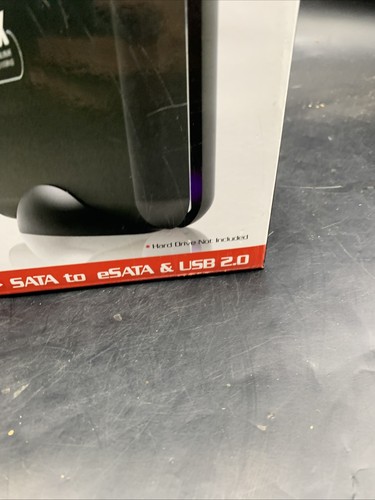 * Hard Drive Not Included
SATA to eSATA & USB 2.0